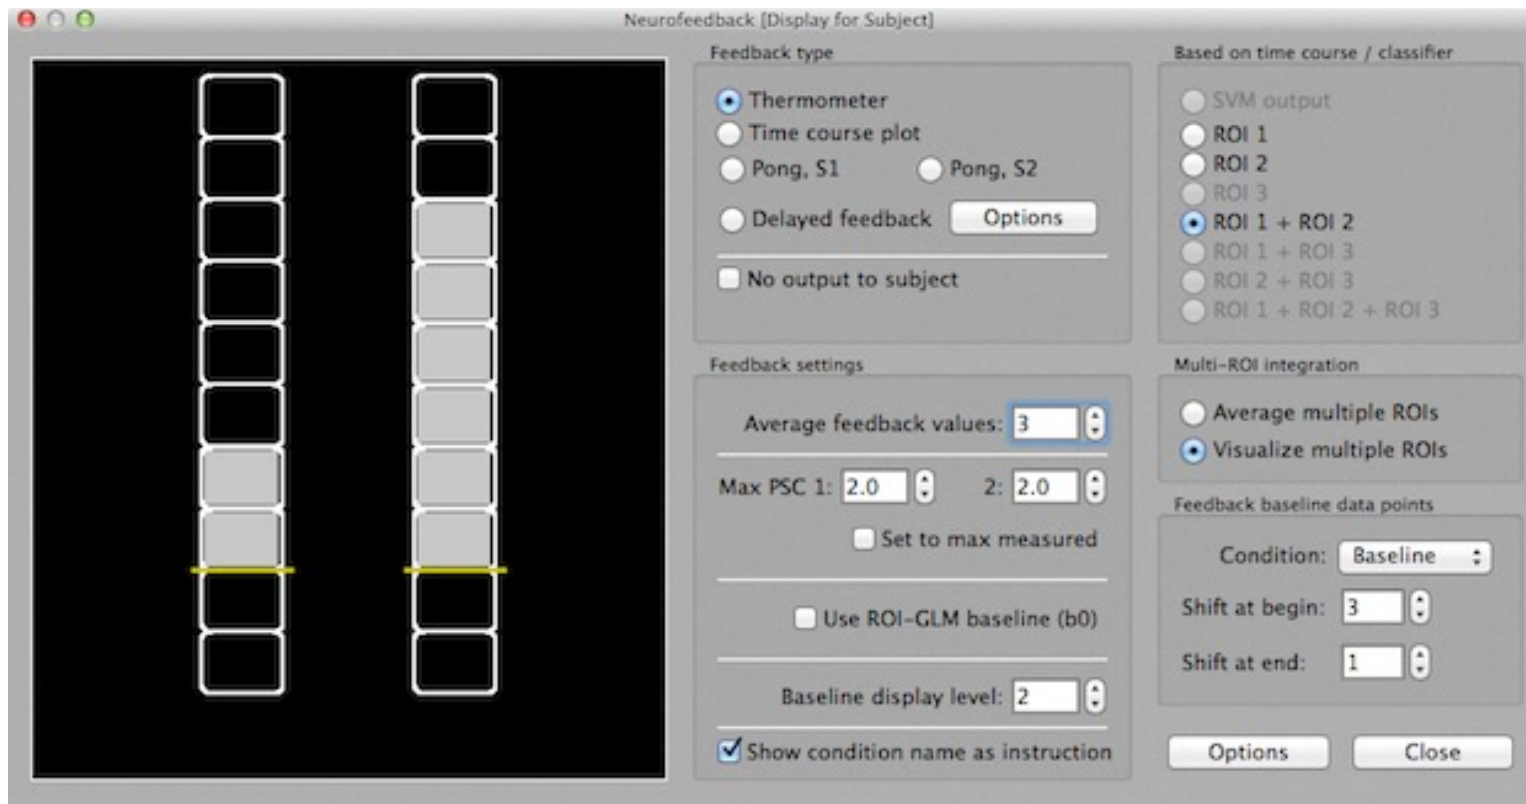 Neurofeedback [Display for Subject]
Feedback type
Thermometer
Time course plot
Pong, S1
Pong, S2
Delayed feedback
Options
No output to subject
Feedback settings
Average feedback values: 3
Max PSC 1: 2.0 2: 2.0
Set to max measured
Use ROI-GLM baseline (b0)
Baseline display level: 2
Show condition name as instruction
Based on time course / classifier
SVM output
ROI 1
ROI 2
ROI 3
ROI 1 + ROI 2
ROI 1 + ROI 3
ROI 2 + ROI 3
ROI 1 + ROI 2 + ROI 3
Multi-ROI integration
Average multiple ROIs
Visualize multiple ROIs
Feedback baseline data points
Condition: Baseline
Shift at begin: 3
Shift at end: 1
Options
Close